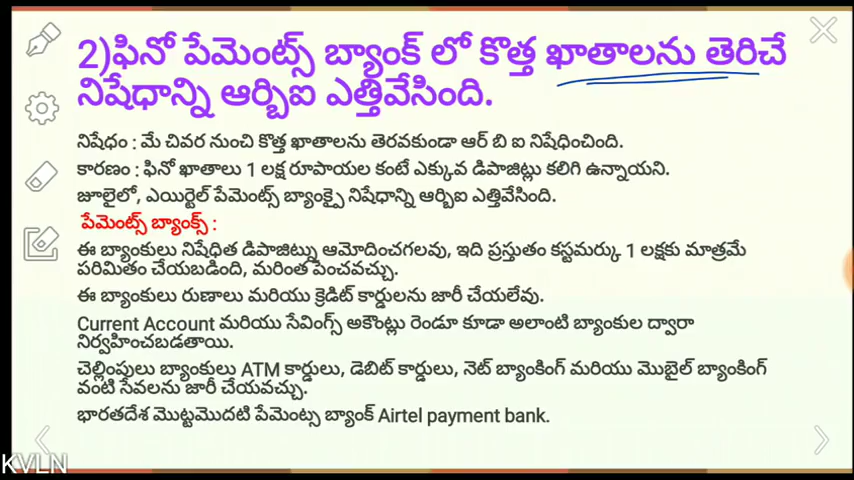 2)ఫినో పేమెంట్స్ బ్యాంక్ లో కొత్త ఖాతాలను తెరిచే
నిషేధాన్ని ఆర్బిఐ ఎత్తివేసింది.
నిషేధం : మే చివర నుంచి కొత్త ఖాతాలను తెరవకుండా ఆర్ బి ఐ నిషేధించింది.
కారణం : ఫినో ఖాతాలు 1 లక్ష రూపాయల కంటే ఎక్కువ డిపాజిట్లు కలిగి ఉన్నాయని.
జూలైలో, ఎయిర్టెల్ పేమెంట్స్ బ్యాంక్పై నిషేధాన్ని ఆర్బిఐ ఎత్తివేసింది.
పేమెంట్స్ బ్యాంక్స్ :
ఈ బ్యాంకులు నిషేధిత డిపాజిట్ను ఆమోదించగలవు, ఇది ప్రస్తుతం కస్టమర్కు 1 లక్షకు మాత్రమే
పరిమితం చేయబడింది, మరింత పెంచవచ్చు.
ఈ బ్యాంకులు రుణాలు మరియు క్రెడిట్ కార్డులను జారీ చేయలేవు.
Current Account మరియు సేవింగ్స్ అకౌంట్లు రెండూ కూడా అలాంటి బ్యాంకుల ద్వారా
నిర్వహించబడతాయి.
చెల్లింపులు బ్యాంకులు ATM కార్డులు, డెబిట్ కార్డులు, నెట్ బ్యాంకింగ్ మరియు మొబైల్ బ్యాంకింగ్
వంటి సేవలను జారీ చేయవచ్చు.
భారతదేశ మొట్టమొదటి పేమెంట్స బ్యాంక్ Airtel payment bank.
KVLN